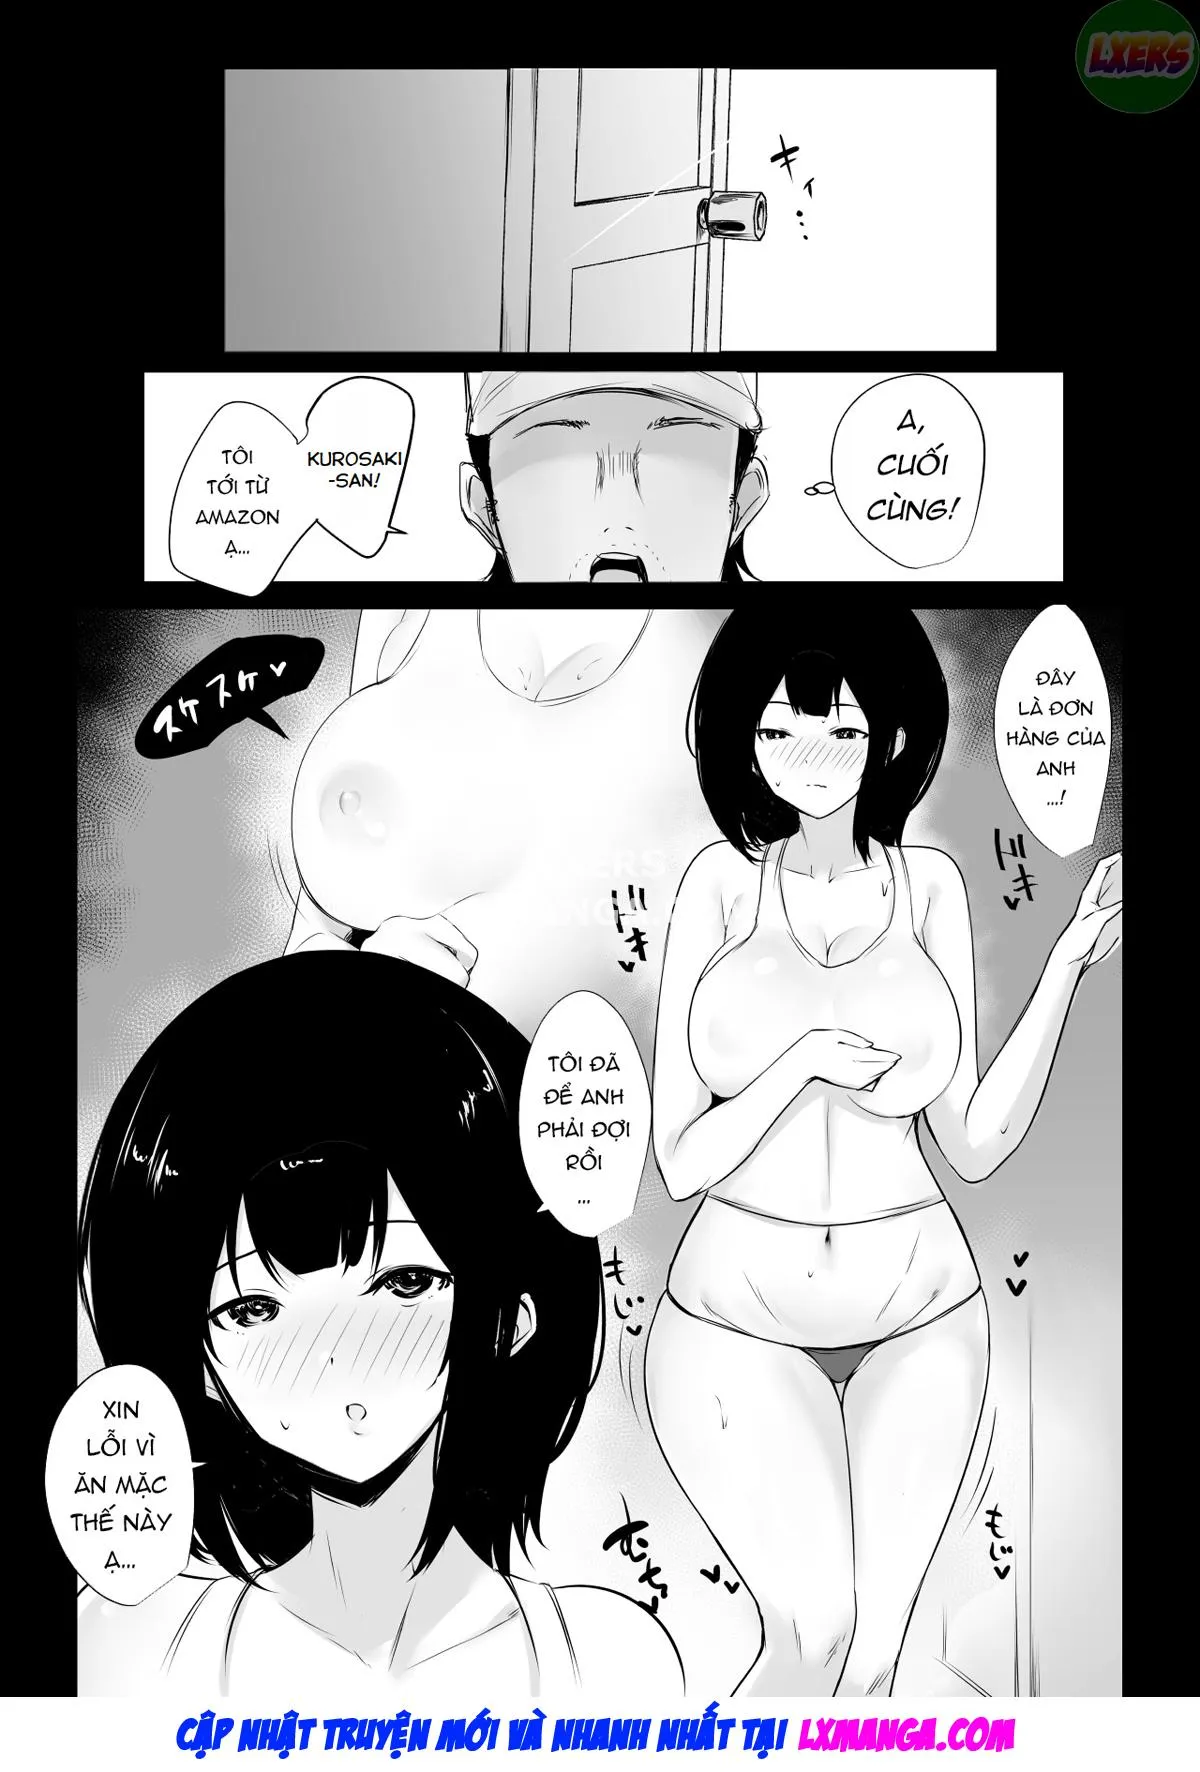 LXERS
キィ…
A,
CUỐI
CÙNG!
KUROSAKI
-SAN!
TÔI
TỚI TỪ
AMAZON
Ạ...
ĐÂY
LÀ ĐƠN
HÀNG CỦA
ANH
...!
スケスケ
ドキ
ドキ
TÔI ĐÃ
ĐỂ ANH
PHẢI ĐỢI
RỒI
...
もじ
XIN
LỖI VÌ
ĂN MẶC
THẾ NÀY
Ạ...
むち
もじ
CẬP NHẬT TRUYỆN MỚI VÀ NHANH NHẤT TẠI LXMANGA.COM